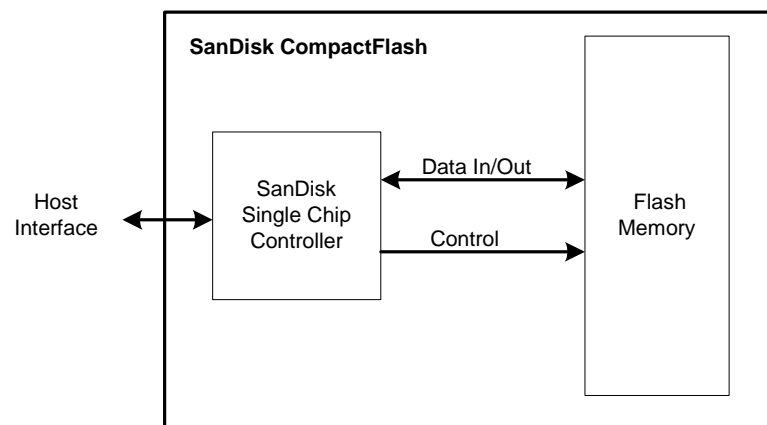 SanDisk CompactFlash
Host
Interface
SanDisk
Single Chip
Controller
Data In/Out
Control
Flash
Memory